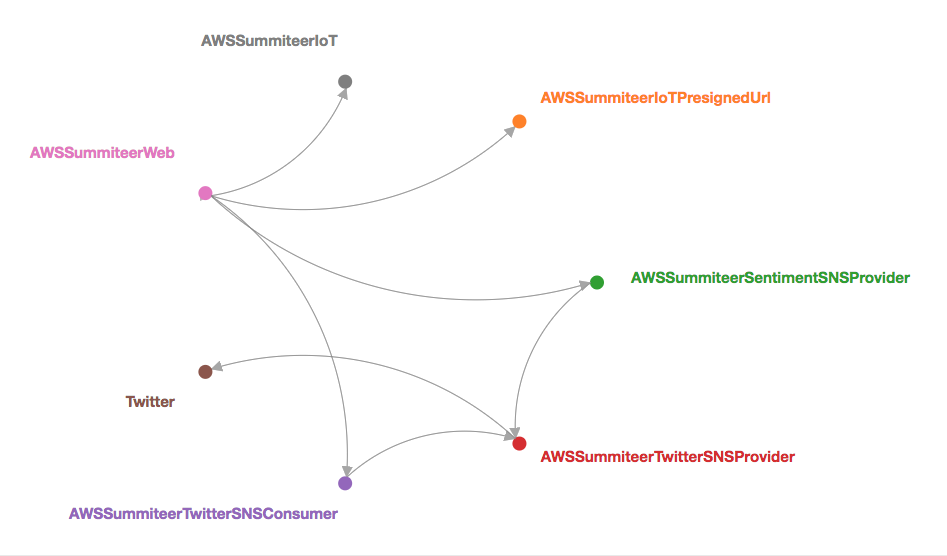 AWSSummiteerIoT
AWSSummiteerIoTPresignedUrl
AWSSummiteerWeb
AWSSummiteerSentimentSNSProvider
Twitter
AWSSummiteerTwitterSNSProvider
AWSSummiteerTwitterSNSConsumer